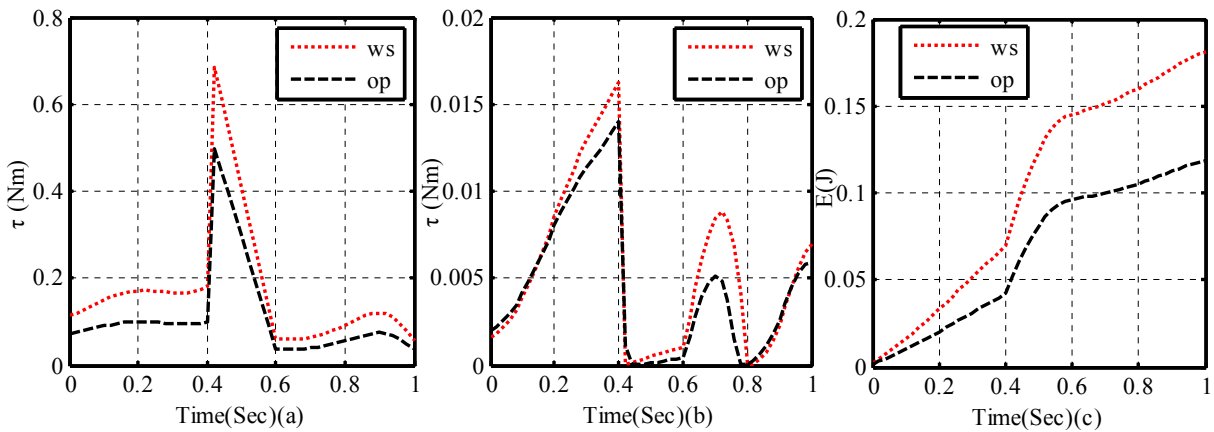 0.8
0.6
0.4
0.2
0
τ (Nm)
ws
op
0 0.2 0.4 0.6 0.8 1
Time(Sec)(a)
0.02
0.015
0.01
0.005
0
τ (Nm)
ws
op
0 0.2 0.4 0.6 0.8 1
Time(Sec)(b)
0.2
0.15
0.1
0.05
0
E(J)
ws
op
0 0.2 0.4 0.6 0.8 1
Time(Sec)(c)